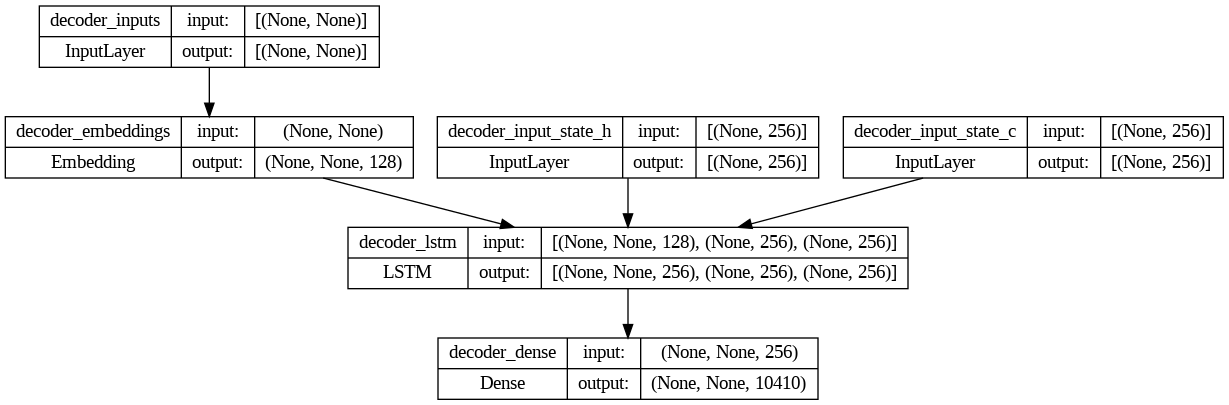 decoder_inputs input: [(None, None)]
InputLayer output: [(None, None)]
decoder_embeddings input: (None, None)
Embedding output: (None, None, 128)
decoder_input_state_h input: [(None, 256)]
InputLayer output: [(None, 256)]
decoder_input_state_c input: [(None, 256)]
InputLayer output: [(None, 256)]
decoder_lstm input: [(None, None, 128), (None, 256), (None, 256)]
LSTM output: [(None, None, 256), (None, 256), (None, 256)]
decoder_dense input: (None, None, 256)
Dense output: (None, None, 10410)